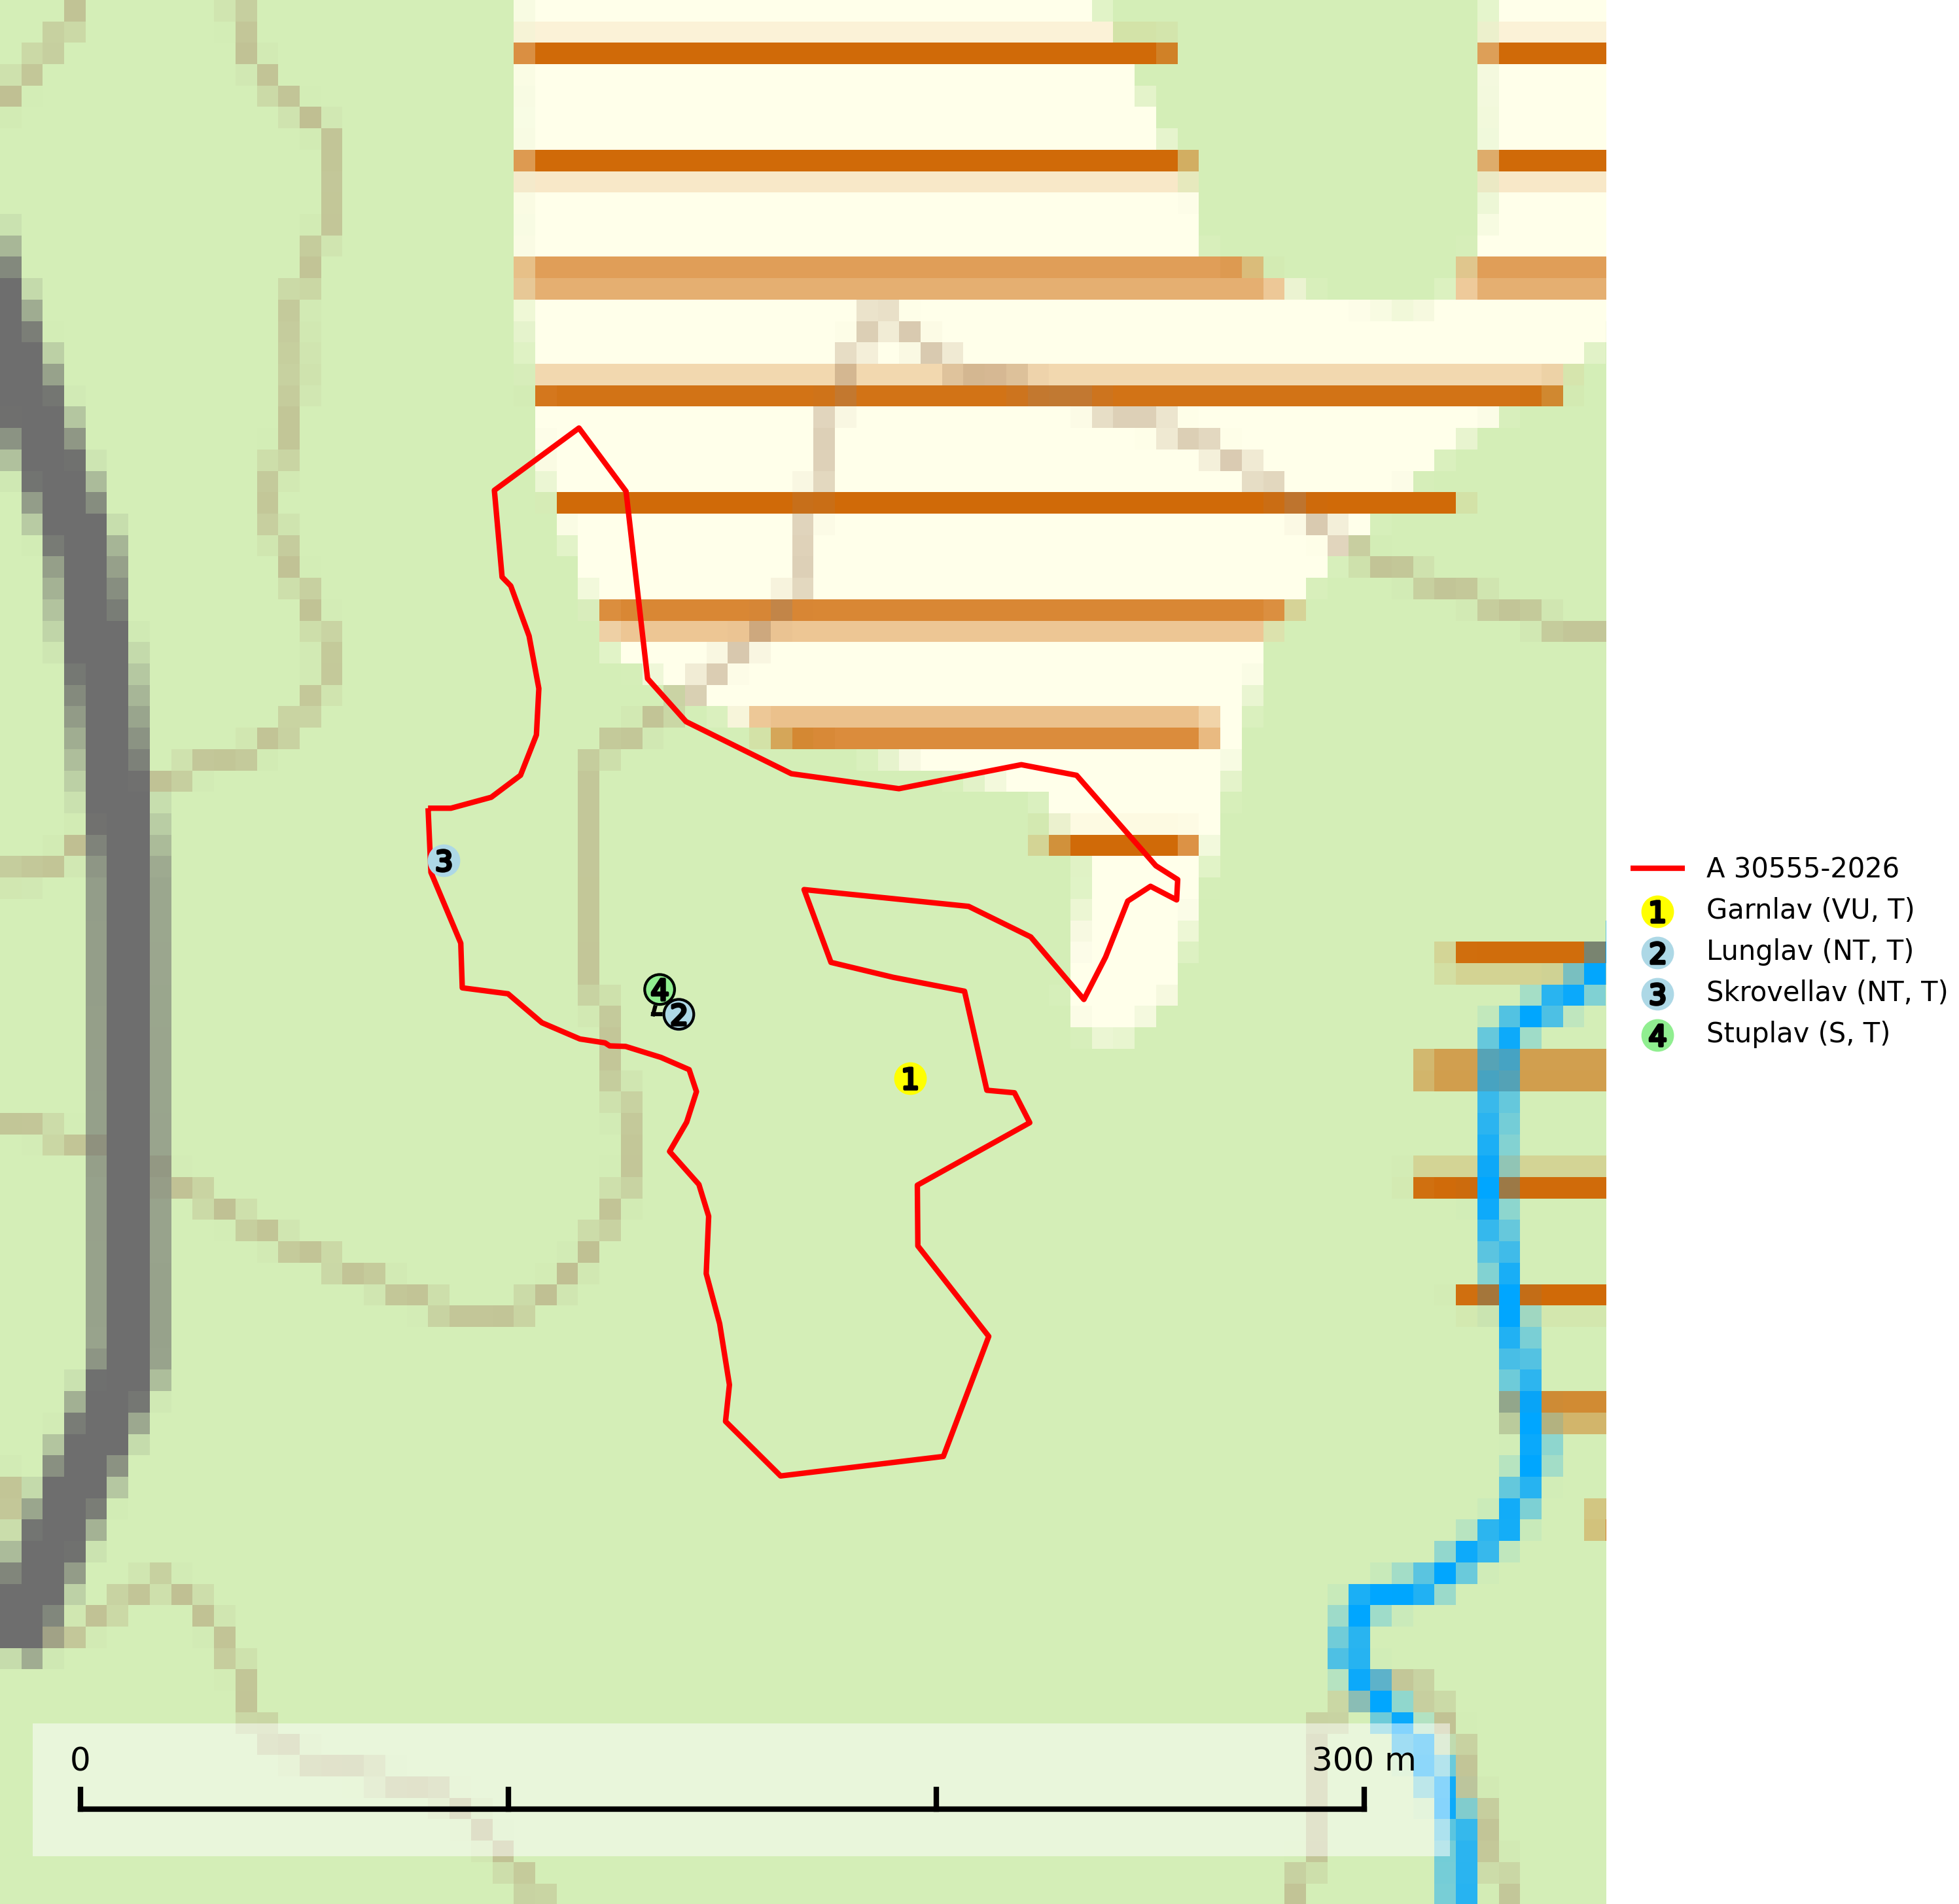 3
4
2
1
A 30555-2026
1 Garnlav (VU, T)
2 Lunglav (NT, T)
3 Skrovellav (NT, T)
4 Stuplav (S, T)
0 300 m